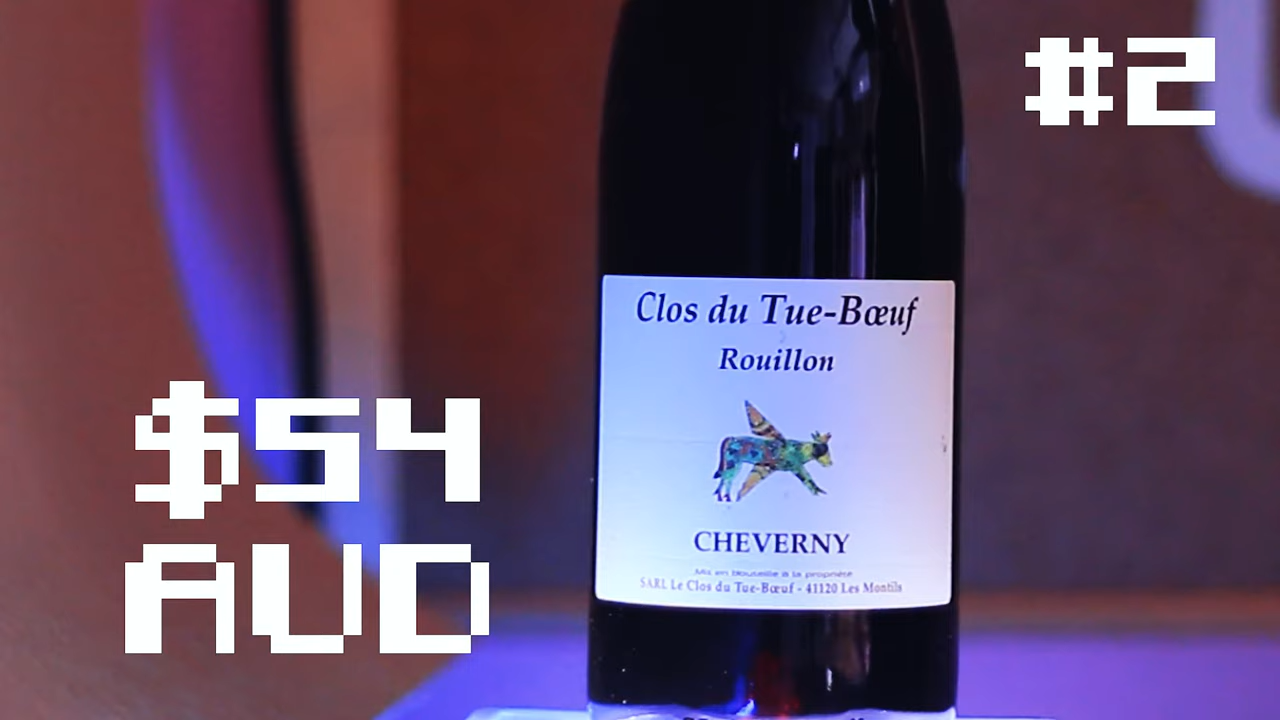 #2
Clos du Tue-Bœuf
Rouillon
$54
AUD
CHEVERNY
Mis en bouteille à la propriété
SARL Le Clos du Tue-Bœuf - 41120 Les Montils